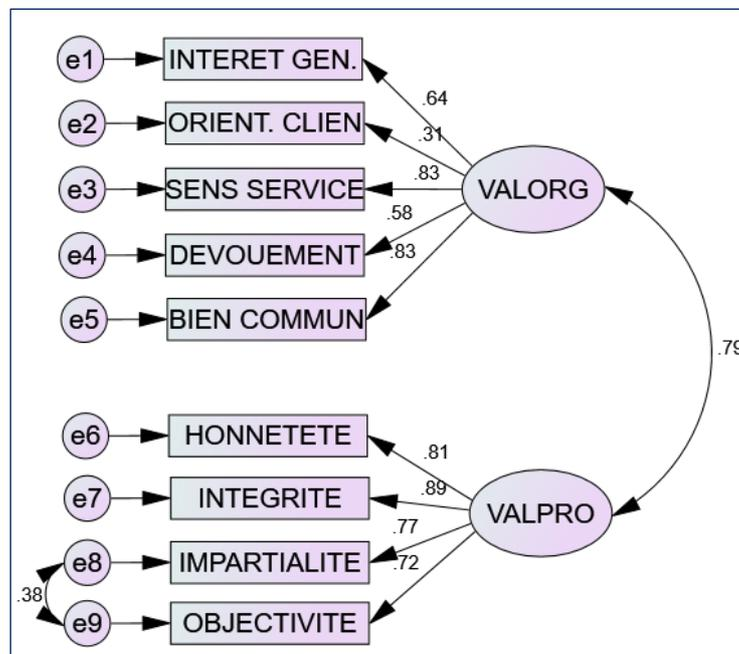 e1 INTERET GEN.
.64
e2 ORIENT. CLIEN
.31
e3 SENS SERVICE
.83
VALORG
.58
e4 DEVOUEMENT
.83
e5 BIEN COMMUN
.79
e6 HONNETETE
.81
e7 INTEGRITE
.89
VALPRO
.77
e8 IMPARTIALITE
.72
.38
e9 OBJECTIVITE